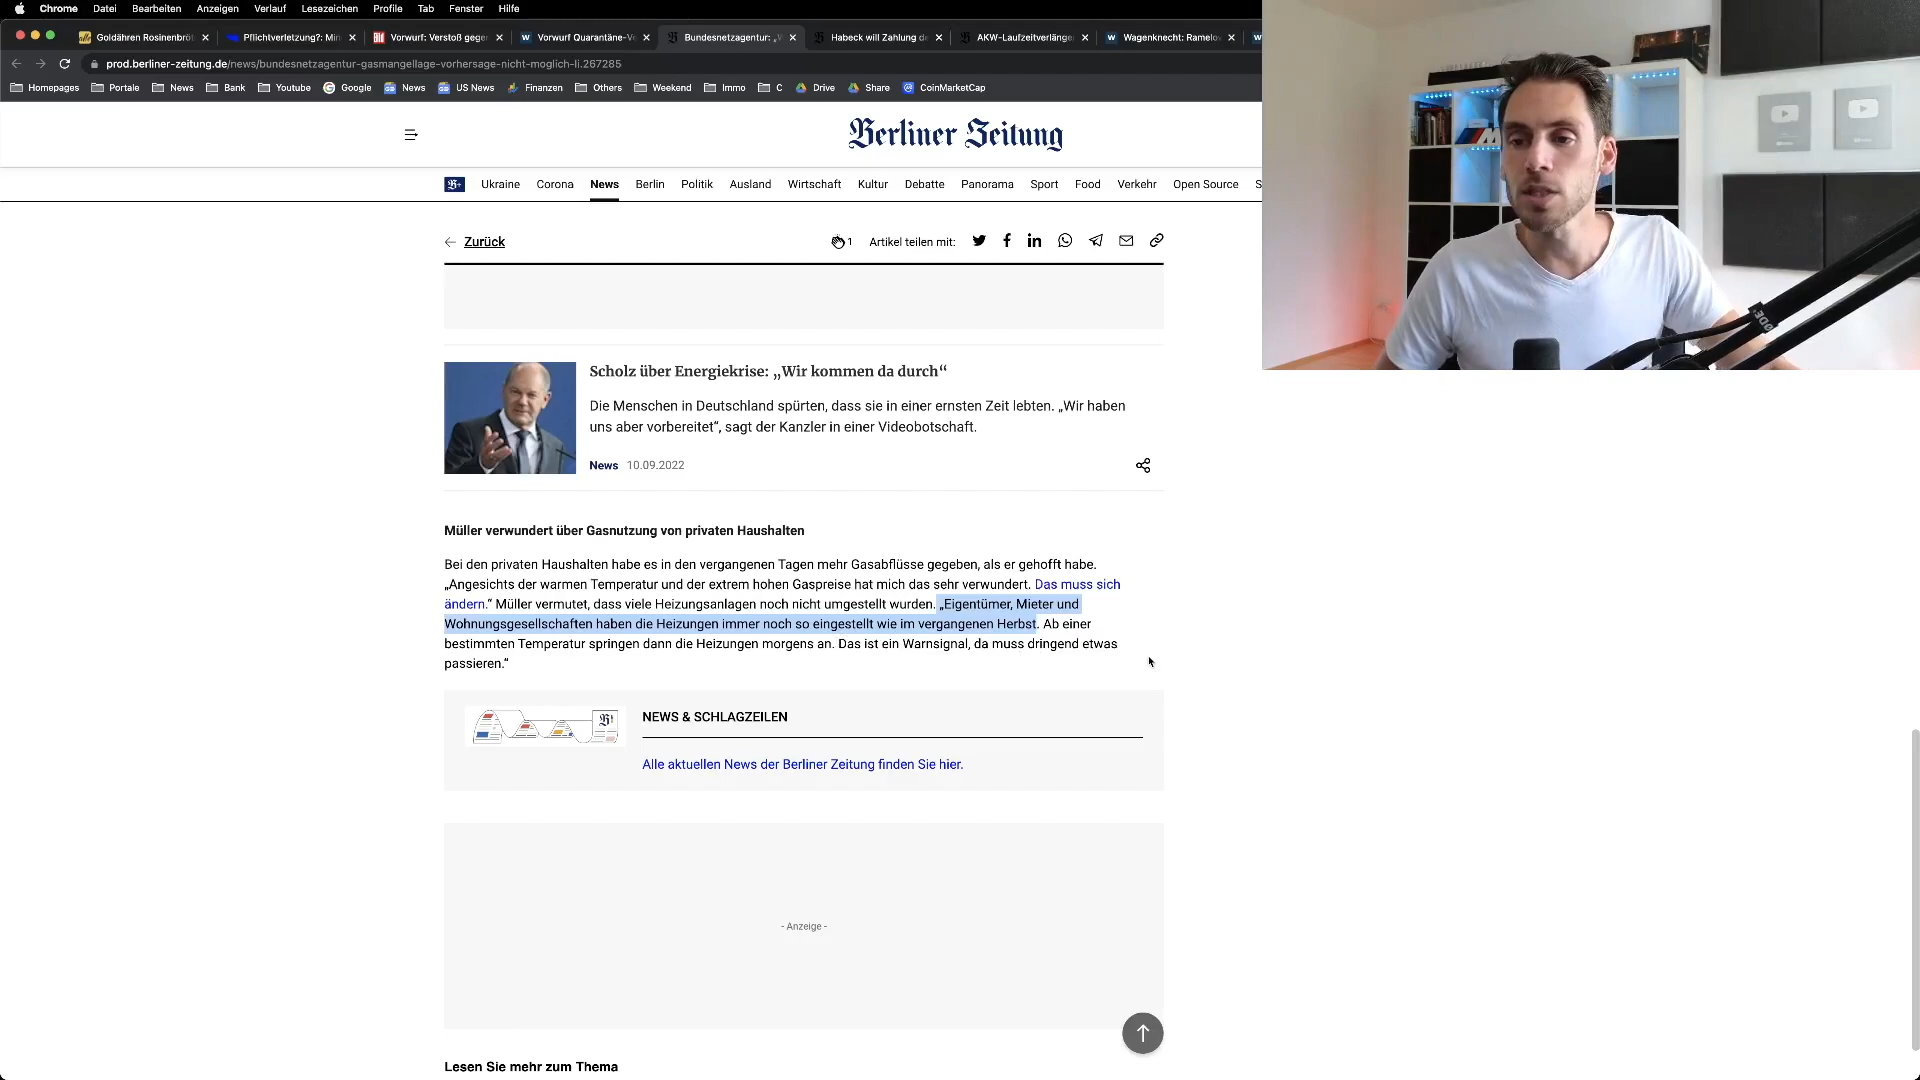 Chrome Datei Bearbeiten Anzeigen Verlauf Lesezeichen Profile Tab Fenster Hilfe
Goldähren Rosinenbröt
Pflichtverletzung?: Min
Vorwurf: Verstoß gege
Vorwurf Quarantäne-Ve
Bundesnetzagentur: „W
Habeck will Zahlung de
AKW-Laufzeitverlänge
Wagenknecht: Ramelow
prod.berliner-zeitung.de/news/bundesnetzagentur-gasmangellage-vorhersage-nicht-moglich-li.267285
Homepages Portale News Bank Youtube Google News US News Finanzen Others Weekend Immo C Drive Share CoinMarketCap
Berliner Zeitung
B+ Ukraine Corona News Berlin Politik Ausland Wirtschaft Kultur Debatte Panorama Sport Food Verkehr Open Source S
Zurück
1 Artikel teilen mit:
Scholz über Energiekrise: „Wir kommen da durch“
Die Menschen in Deutschland spürten, dass sie in einer ernsten Zeit lebten. „Wir haben
uns aber vorbereitet“, sagt der Kanzler in einer Videobotschaft.
News 10.09.2022
Müller verwundert über Gasnutzung von privaten Haushalten
Bei den privaten Haushalten habe es in den vergangenen Tagen mehr Gasabflüsse gegeben, als er gehofft habe.
„Angesichts der warmen Temperatur und der extrem hohen Gaspreise hat mich das sehr verwundert. Das muss sich
ändern.“ Müller vermutet, dass viele Heizungsanlagen noch nicht umgestellt wurden. „Eigentümer, Mieter und
Wohnungsgesellschaften haben die Heizungen immer noch so eingestellt wie im vergangenen Herbst. Ab einer
bestimmten Temperatur springen dann die Heizungen morgens an. Das ist ein Warnsignal, da muss dringend etwas
passieren.“
NEWS & SCHLAGZEILEN
Alle aktuellen News der Berliner Zeitung finden Sie hier.
- Anzeige -
Lesen Sie mehr zum Thema
RØDE
M